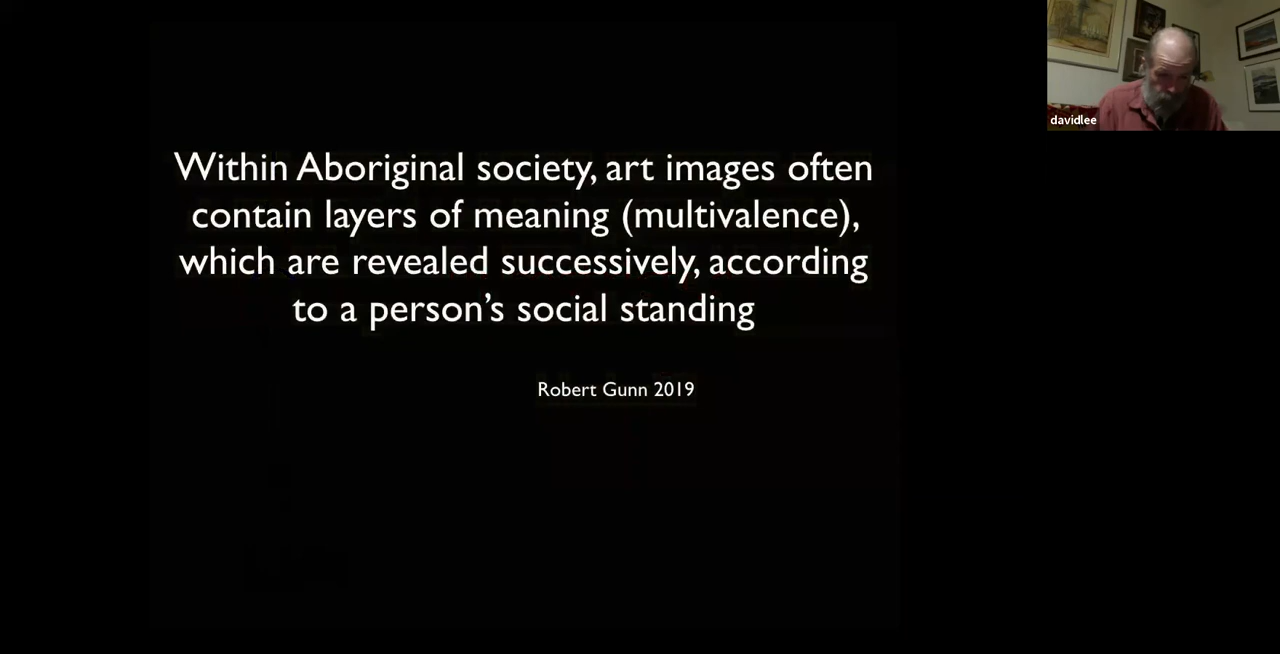 Within Aboriginal society, art images often
contain layers of meaning (multivalence),
which are revealed successively, according
to a person’s social standing
Robert Gunn 2019
davidlee